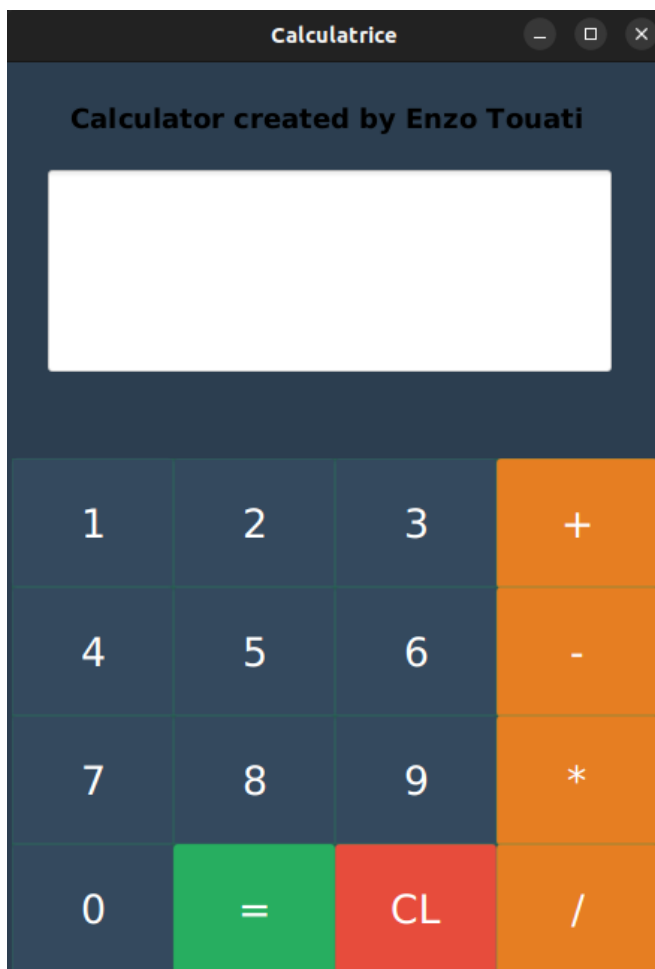 Calculatrice
Calculator created by Enzo Touati
1 2 3 +
4 5 6 -
7 8 9 *
0 = CL /